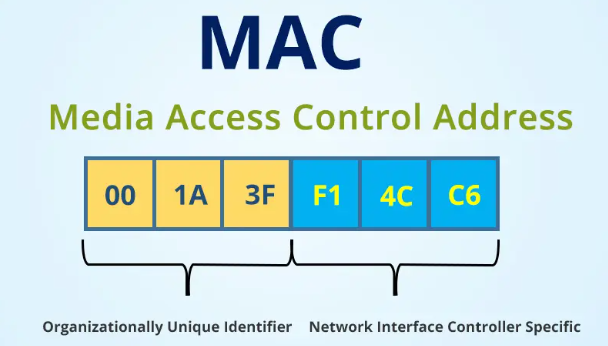 MAC
Media Access Control Address
00 1A 3F F1 4C C6
Organizationally Unique Identifier Network Interface Controller Specific